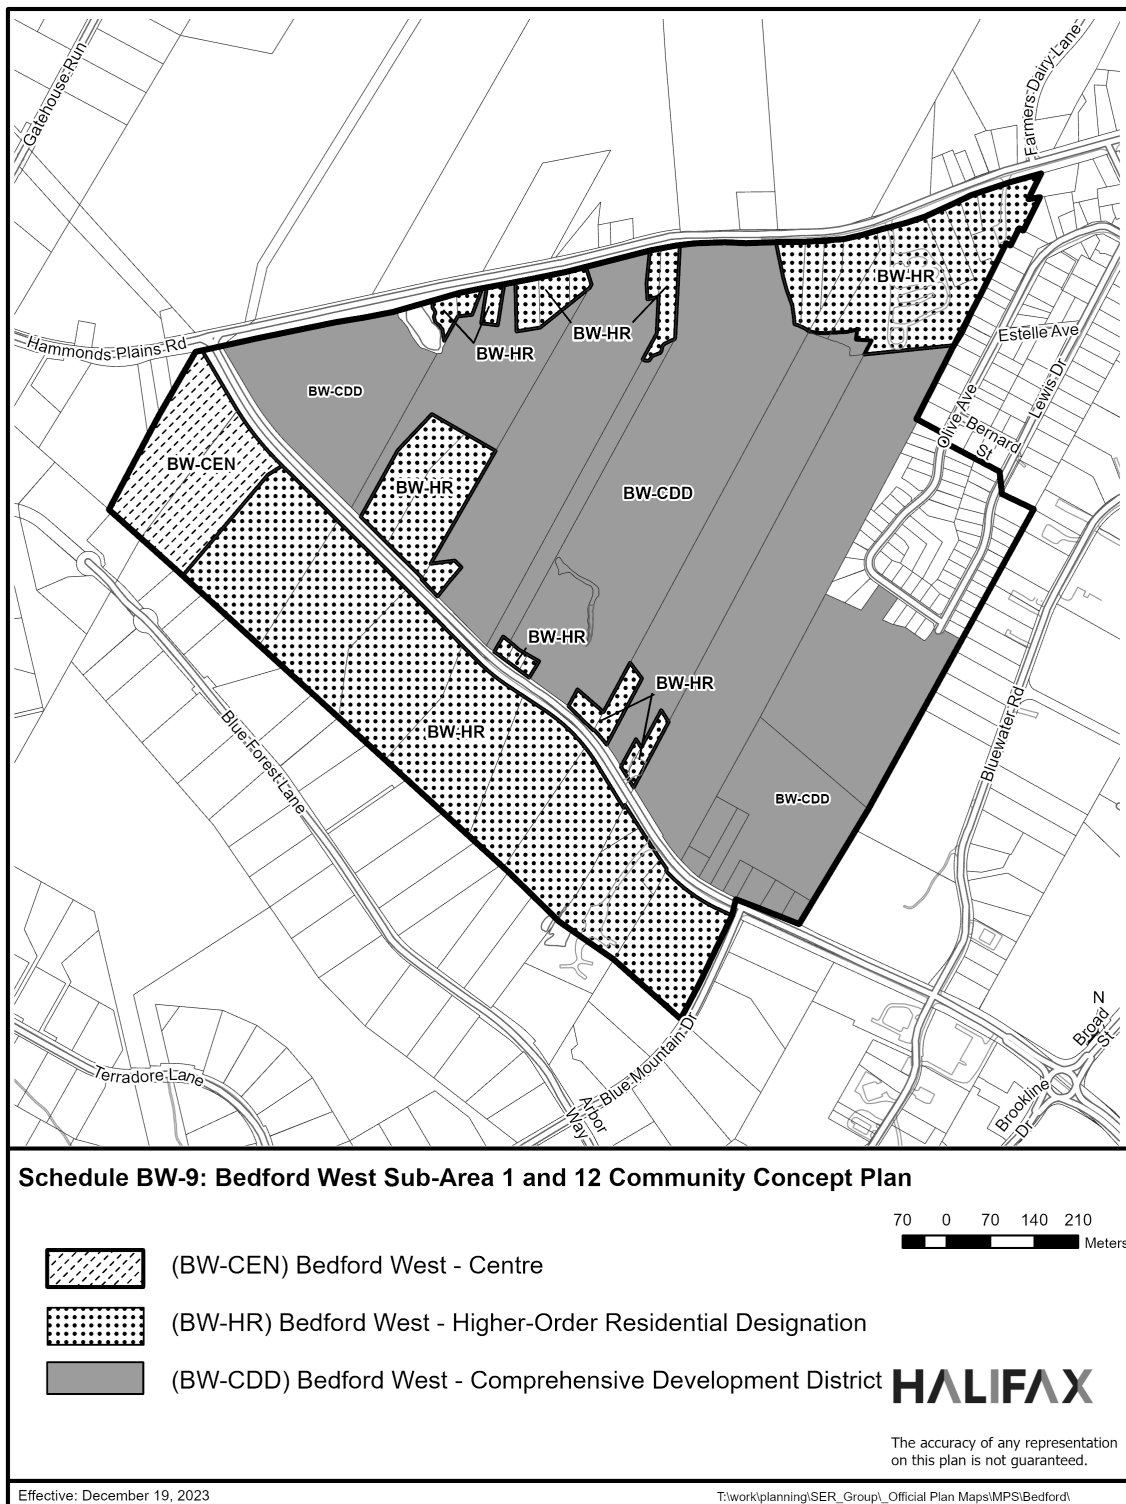 Gatehouse Run
Farmers Dairy Lane
Hammonds Plains Rd
BW-HR
BW-HR
BW-HR
Estelle Ave
Lewis Dr
Olive Ave
Bernard
St
BW-CDD
BW-CEN
BW-HR
BW-CDD
BW-HR
BW-HR
BW-HR
Blue Forest Lane
Bluewater Rd
BW-CDD
N
Broad
St
Terradore Lane
Blue Mountain Dr
Arbor
Way
Brookline
Dr
Schedule BW-9: Bedford West Sub-Area 1 and 12 Community Concept Plan
70 0 70 140 210
Meters
(BW-CEN) Bedford West - Centre
(BW-HR) Bedford West - Higher-Order Residential Designation
(BW-CDD) Bedford West - Comprehensive Development District
HALIFAX
The accuracy of any representation
on this plan is not guaranteed.
Effective: December 19, 2023
T:\work\planning\SER_Group\_Official Plan Maps\MPS\Bedford\